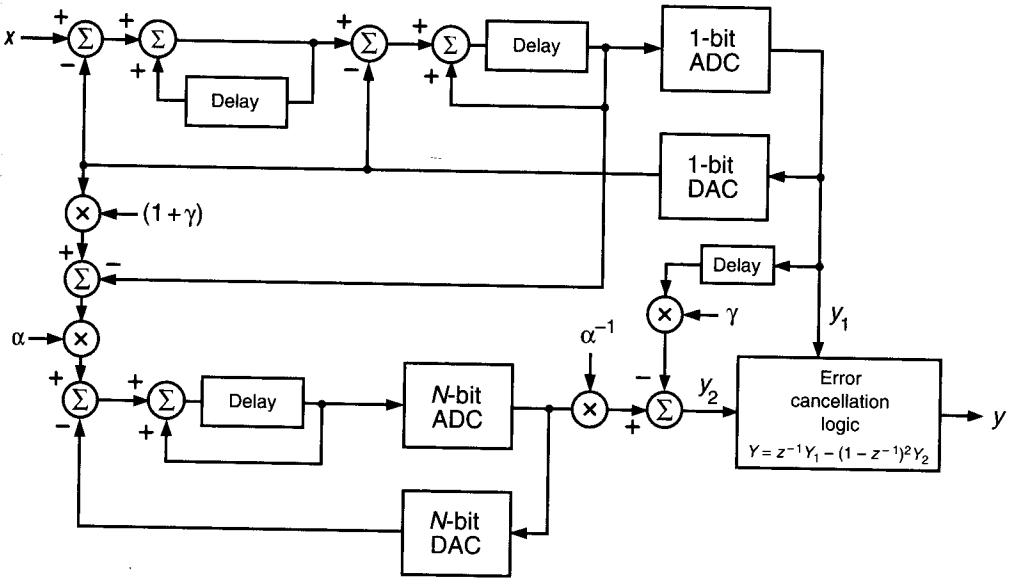 + + + +
x Σ + Σ + Σ + Σ Delay 1-bit
ADC
− + − +
Delay
1-bit
DAC
× (1 + γ)
+ −
Σ Delay
× γ
α × α⁻¹ y₁
+ + − y₂
Σ Σ Delay N-bit
ADC
× Σ
− + +
Error
cancellation
logic
Y = z⁻¹Y₁ − (1 − z⁻¹)²Y₂
y
N-bit
DAC